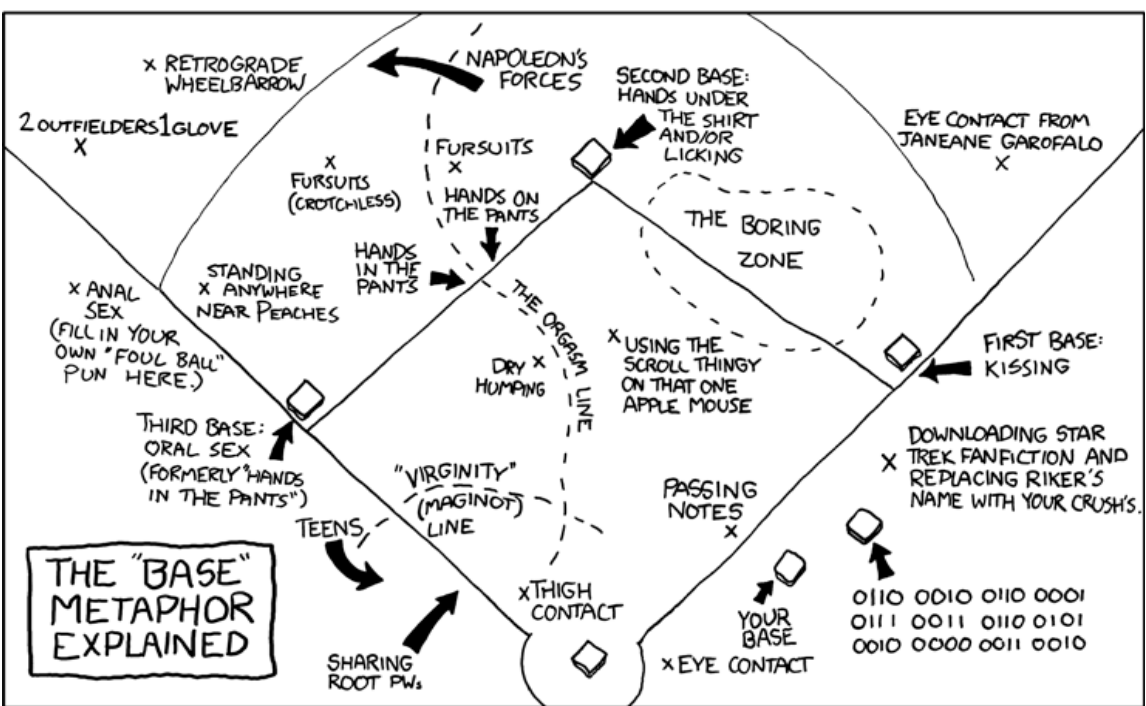 × RETROGRADE
WHEELBARROW
NAPOLEON'S
FORCES
2 OUTFIELDERS 1 GLOVE
×
SECOND BASE:
HANDS UNDER
THE SHIRT
AND/OR
LICKING
EYE CONTACT FROM
JANEANE GAROFALO
×
FURSUITS
×
×
FURSUITS
(CROTCHLESS)
HANDS ON
THE PANTS
HANDS
IN THE
PANTS
THE BORING
ZONE
STANDING
× ANYWHERE
NEAR PEACHES
× ANAL
SEX
(FILL IN YOUR
OWN "FOUL BALL"
PUN HERE.)
THE ORGASM LINE
DRY ×
HUMPING
× USING THE
SCROLL THINGY
ON THAT ONE
APPLE MOUSE
FIRST BASE:
KISSING
THIRD BASE:
ORAL SEX
(FORMERLY "HANDS
IN THE PANTS")
"VIRGINITY"
(MAGINOT)
LINE
TEENS
PASSING
NOTES
×
DOWNLOADING STAR
× TREK FANFICTION AND
REPLACING RIKER'S
NAME WITH YOUR CRUSH'S.
THE "BASE"
METAPHOR
EXPLAINED
× THIGH
CONTACT
SHARING
ROOT PWs
YOUR
BASE
× EYE CONTACT
0110 0010 0110 0001
0111 0011 0110 0101
0010 0000 0011 0010